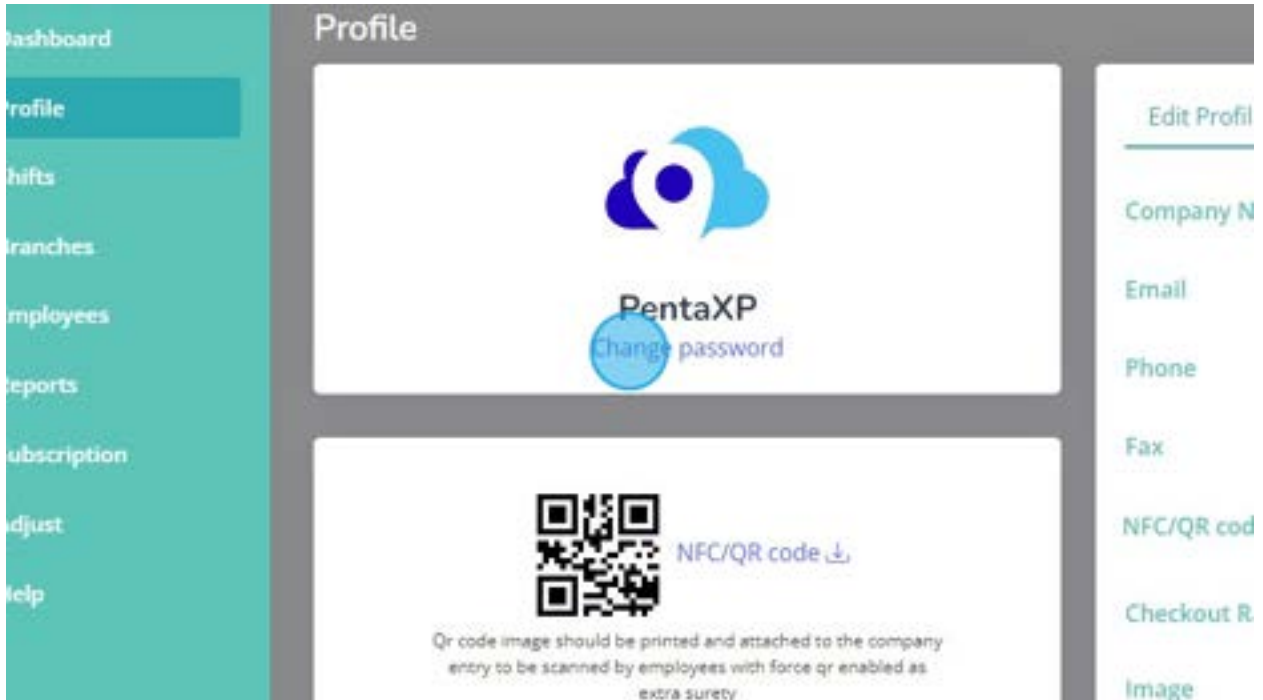 Profile
ashboard
rofile
hifts
ranches
mployees
eports
ubscription
djust
elp
PentaXP
Change password
NFC/QR code
Qr code image should be printed and attached to the company
entry to be scanned by employees with force qr enabled as
extra surety
Edit Profil
Company N
Email
Phone
Fax
NFC/QR cod
Checkout R
Image